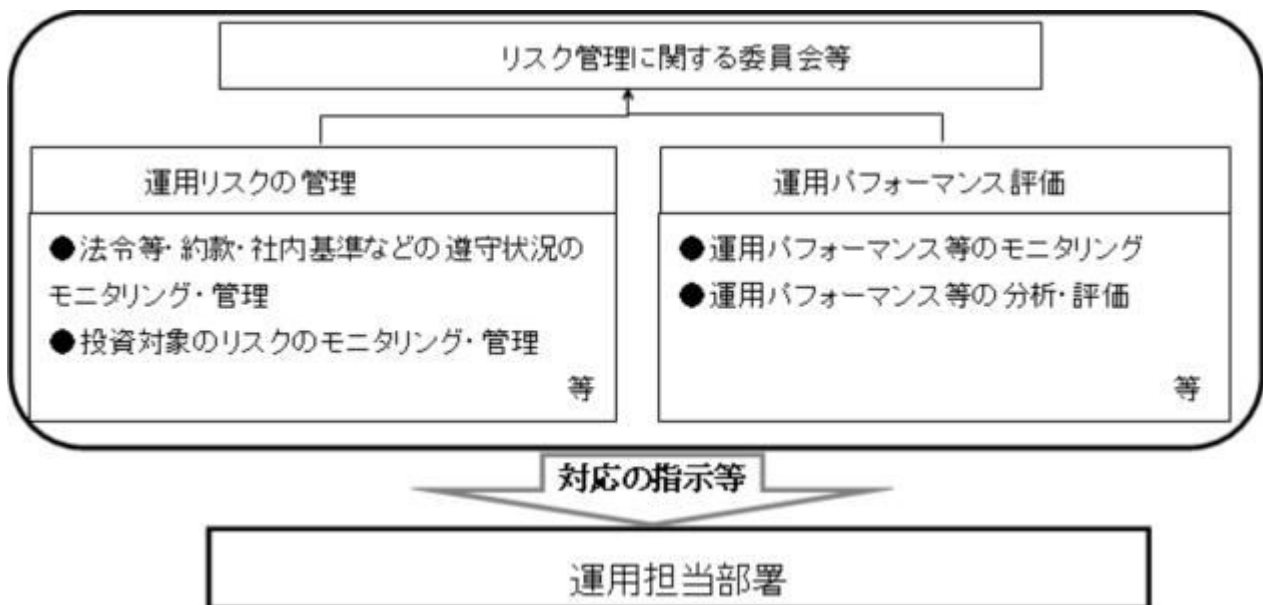 リスク管理に関する委員会等
運用リスクの管理
●法令等・約款・社内基準などの遵守状況の
モニタリング・管理
●投資対象のリスクのモニタリング・管理
等
運用パフォーマンス評価
●運用パフォーマンス等のモニタリング
●運用パフォーマンス等の分析・評価
等
対応の指示等
運用担当部署